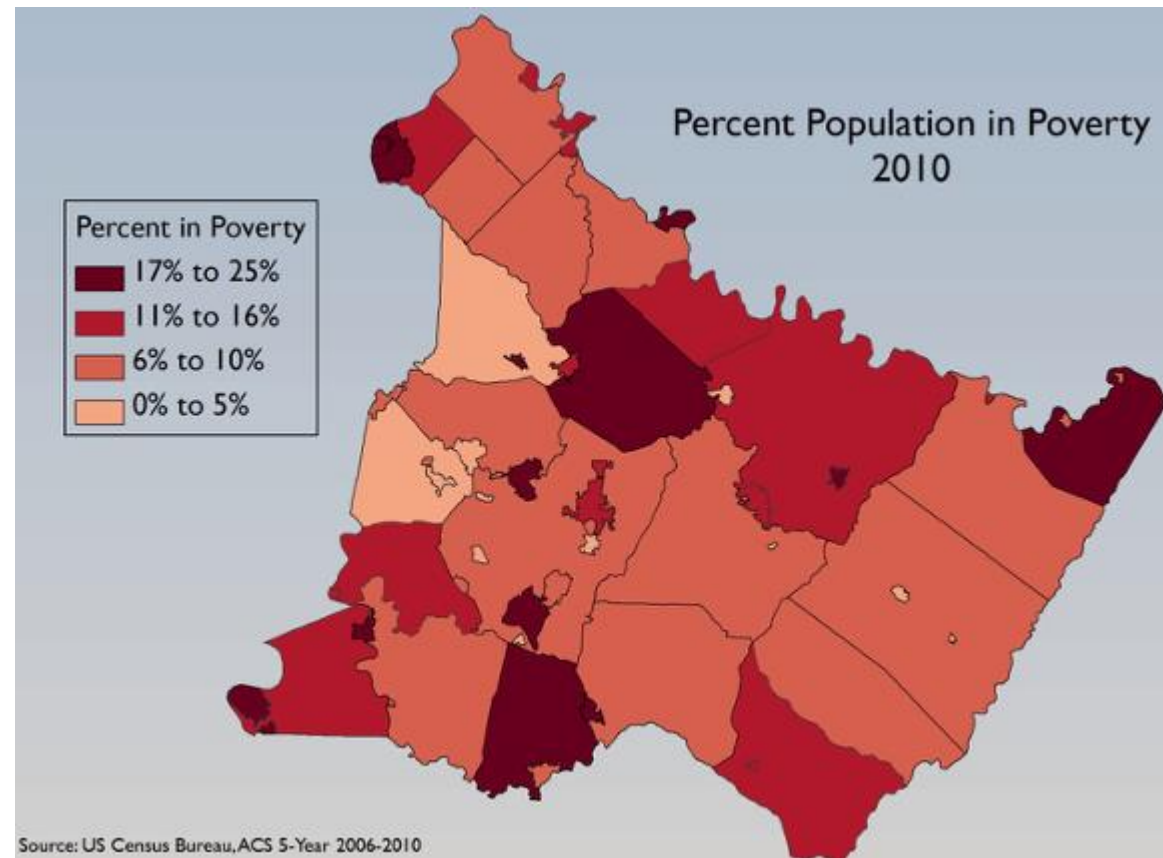 Percent Population in Poverty
2010
Percent in Poverty
17% to 25%
11% to 16%
6% to 10%
0% to 5%
Source: US Census Bureau, ACS 5-Year 2006-2010